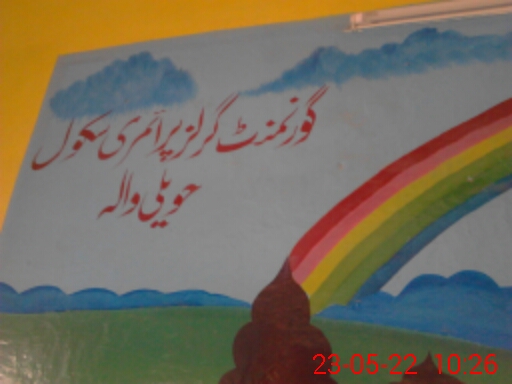 گورنمنٹ گرلز پرائمری سکول
حویلی والہ
23-05-22 10:26